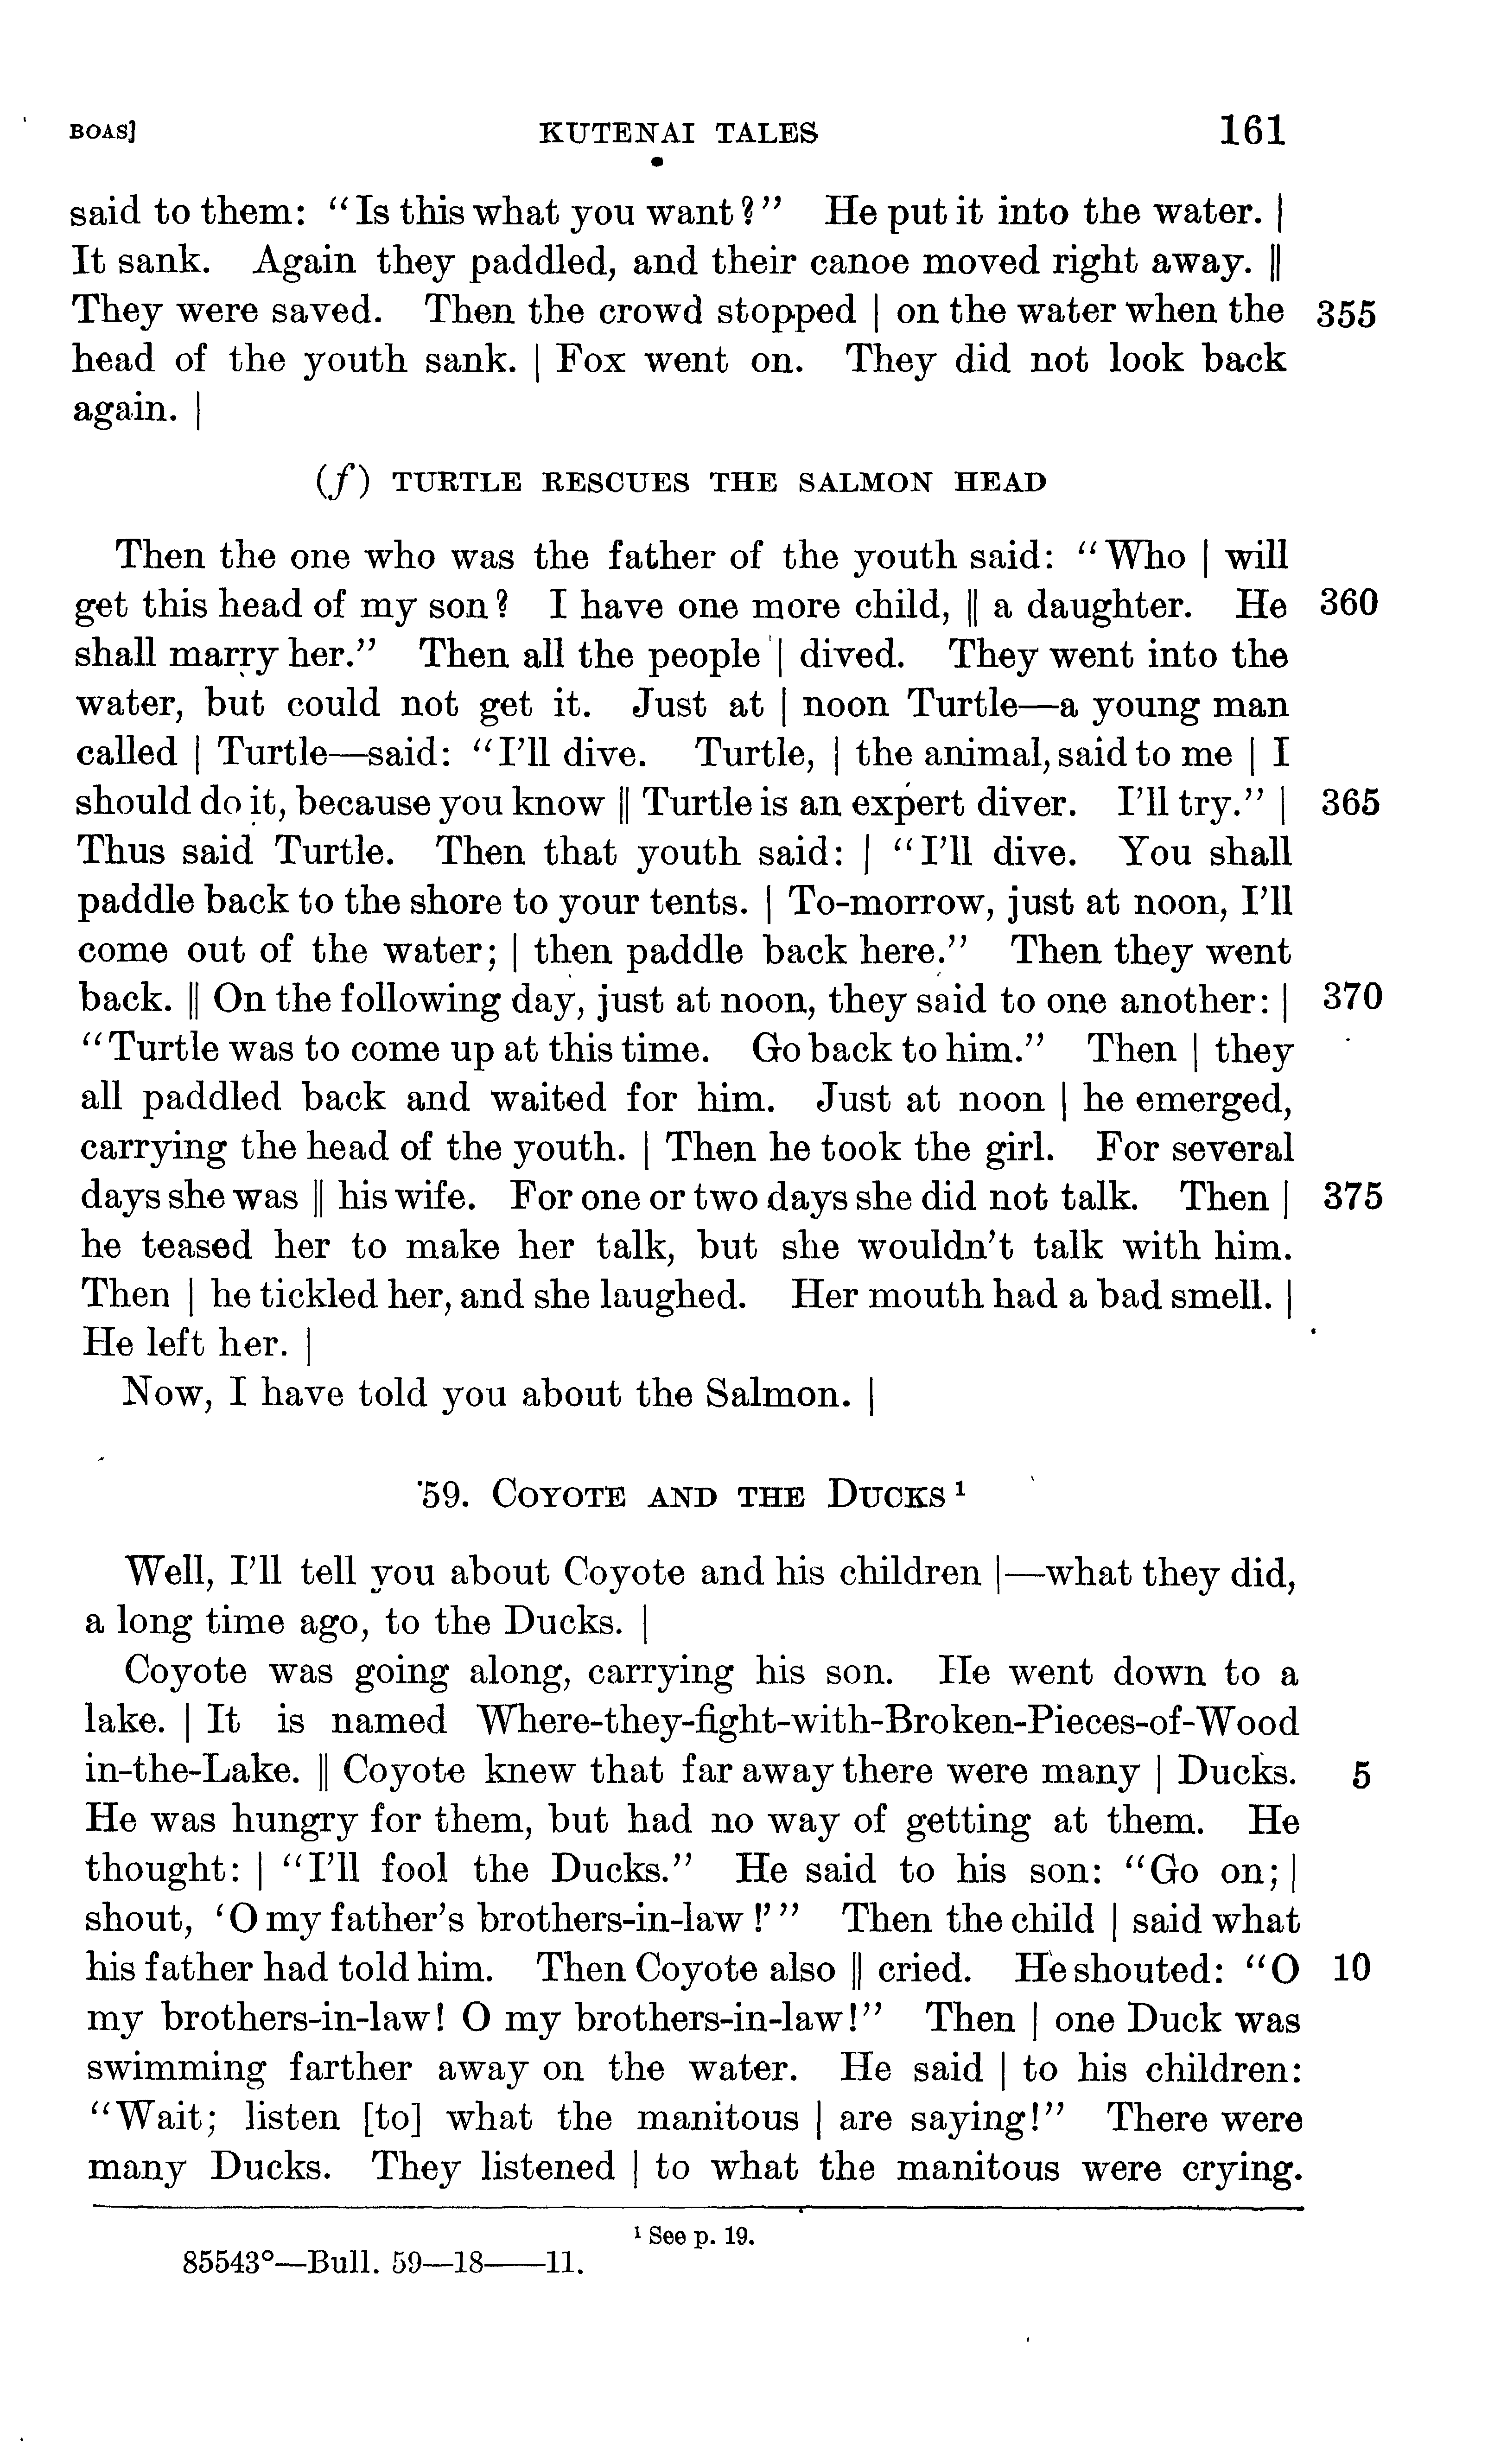 BOAS] KUTENAI TALES 161
said to them: “Is this what you want?” He put it into the water. |
It sank. Again they paddled, and their canoe moved right away. ||
They were saved. Then the crowd stopped | on the water when the 355
head of the youth sank. | Fox went on. They did not look back
again. |
(f) TURTLE RESCUES THE SALMON HEAD
Then the one who was the father of the youth said: “Who | will
get this head of my son? I have one more child, || a daughter. He 360
shall marry her.” Then all the people | dived. They went into the
water, but could not get it. Just at | noon Turtle—a young man
called | Turtle—said: “I’ll dive. Turtle, | the animal, said to me | I
should do it, because you know || Turtle is an expert diver. I’ll try.” | 365
Thus said Turtle. Then that youth said: | “I’ll dive. You shall
paddle back to the shore to your tents. | To-morrow, just at noon, I’ll
come out of the water; | then paddle back here.” Then they went
back. || On the following day, just at noon, they said to one another: | 370
“Turtle was to come up at this time. Go back to him.” Then | they
all paddled back and waited for him. Just at noon | he emerged,
carrying the head of the youth. | Then he took the girl. For several
days she was || his wife. For one or two days she did not talk. Then | 375
he teased her to make her talk, but she wouldn’t talk with him.
Then | he tickled her, and she laughed. Her mouth had a bad smell. |
He left her. |
Now, I have told you about the Salmon. |
59. COYOTE AND THE DUCKS ¹
Well, I’ll tell you about Coyote and his children |—what they did,
a long time ago, to the Ducks. |
Coyote was going along, carrying his son. He went down to a
lake. | It is named Where-they-fight-with-Broken-Pieces-of-Wood
in-the-Lake. || Coyote knew that far away there were many | Ducks. 5
He was hungry for them, but had no way of getting at them. He
thought: | “I’ll fool the Ducks.” He said to his son: “Go on; |
shout, ‘O my father’s brothers-in-law!’” Then the child | said what
his father had told him. Then Coyote also || cried. He shouted: “O 10
my brothers-in-law! O my brothers-in-law!” Then | one Duck was
swimming farther away on the water. He said | to his children:
“Wait; listen [to] what the manitous | are saying!” There were
many Ducks. They listened | to what the manitous were crying.
¹ See p. 19.
85543°—Bull. 59—18——11.